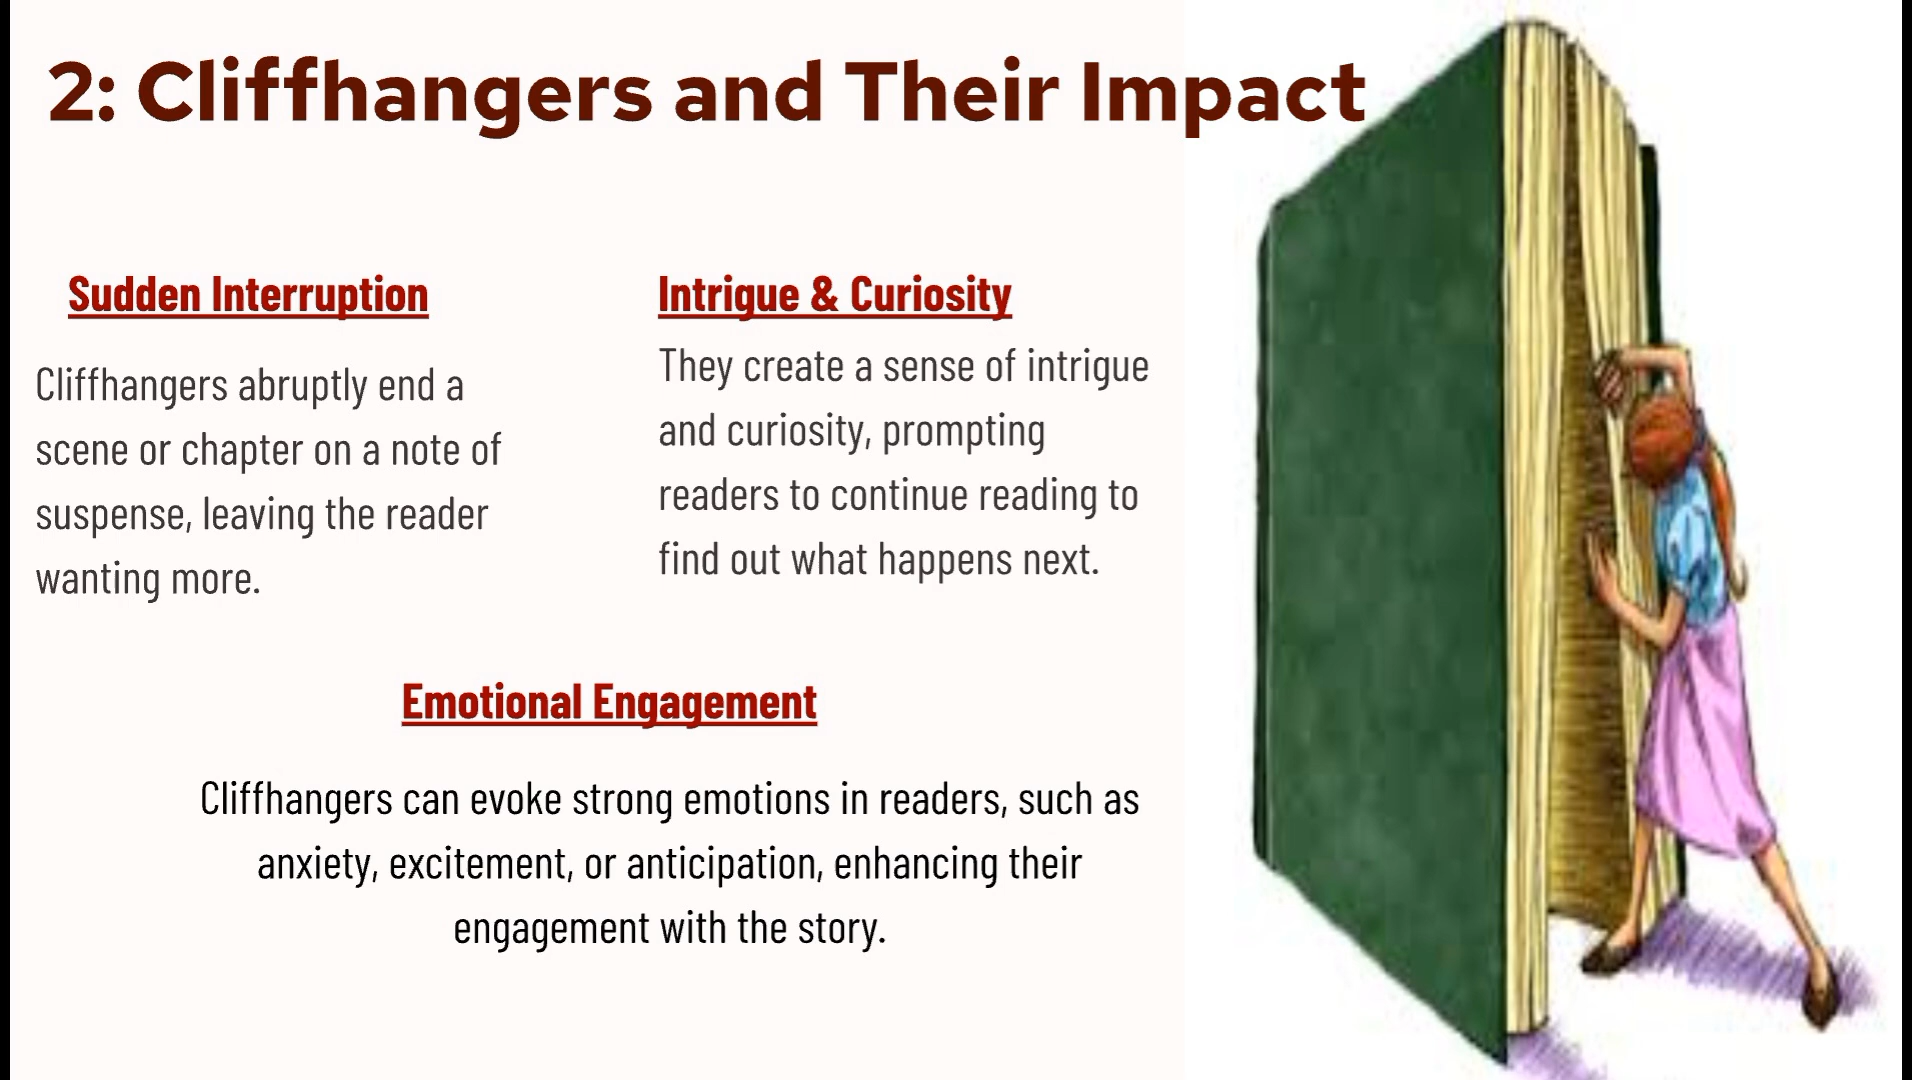 2: Cliffhangers and Their Impact
Sudden Interruption
Cliffhangers abruptly end a
scene or chapter on a note of
suspense, leaving the reader
wanting more.
Intrigue & Curiosity
They create a sense of intrigue
and curiosity, prompting
readers to continue reading to
find out what happens next.
Emotional Engagement
Cliffhangers can evoke strong emotions in readers, such as
anxiety, excitement, or anticipation, enhancing their
engagement with the story.